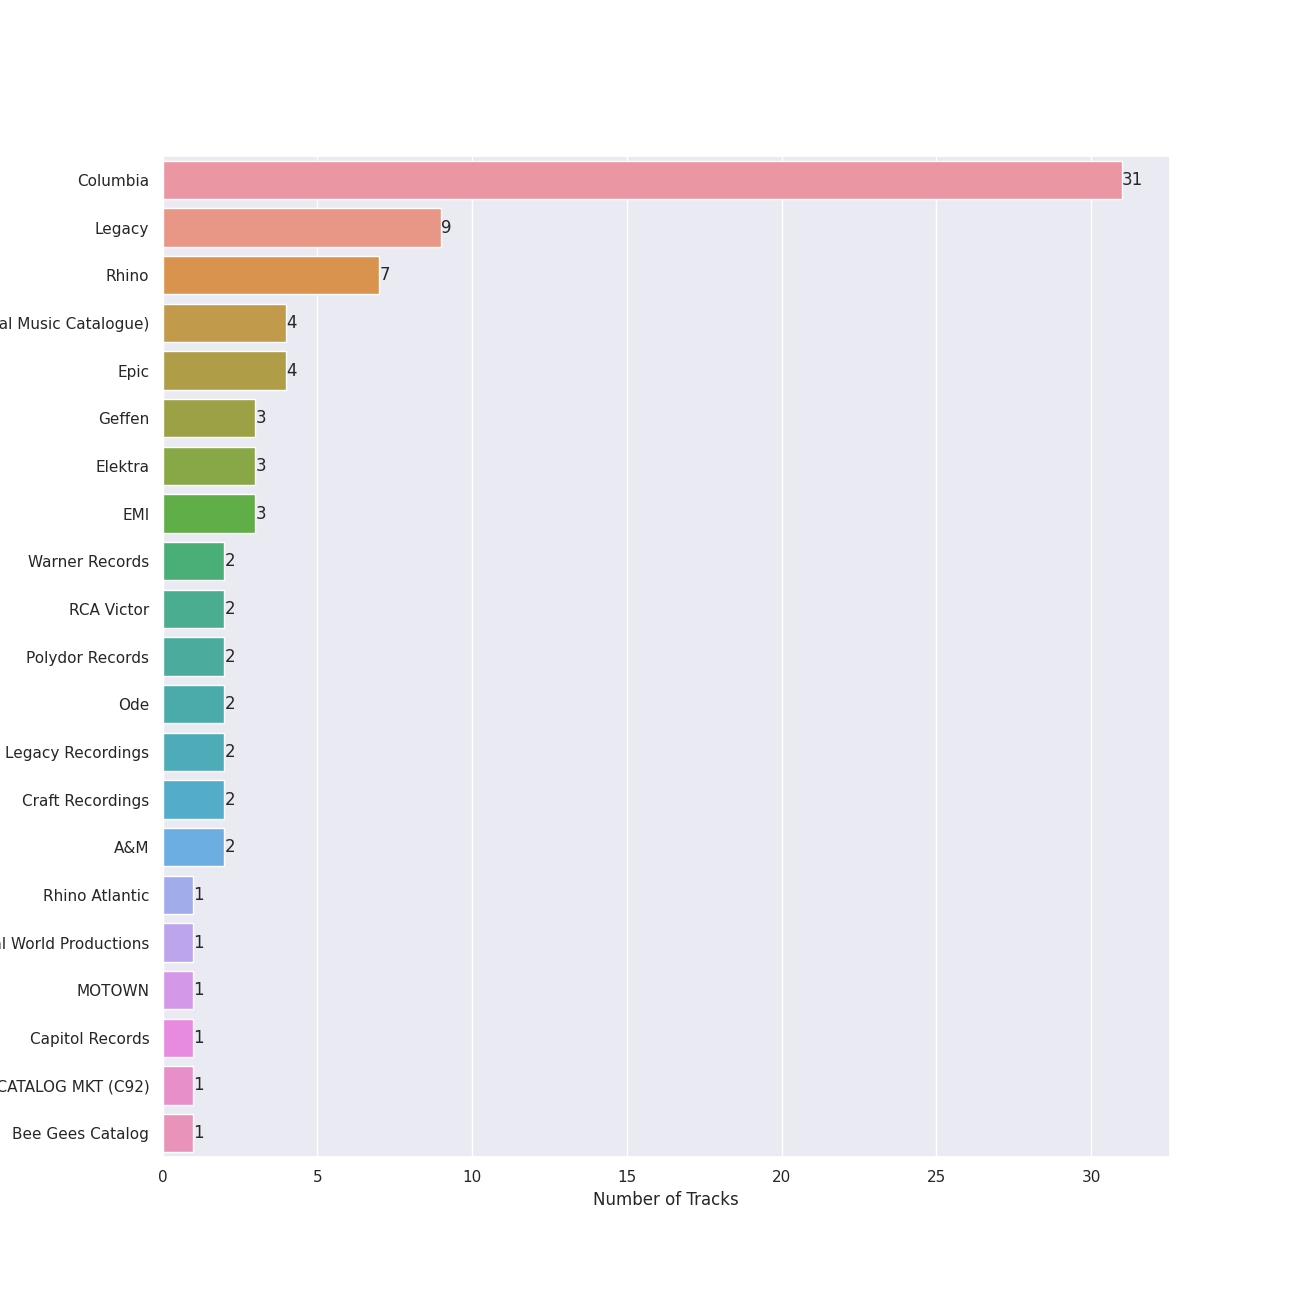 Columbia 31
Legacy 9
Rhino 7
Music Catalogue) 4
Epic 4
Geffen 3
Elektra 3
EMI 3
Warner Records 2
RCA Victor 2
Polydor Records 2
Ode 2
Legacy Recordings 2
Craft Recordings 2
A&M 2
Rhino Atlantic 1
World Productions 1
MOTOWN 1
Capitol Records 1
CATALOG MKT (C92) 1
Bee Gees Catalog 1
0 5 10 15 20 25 30
Number of Tracks